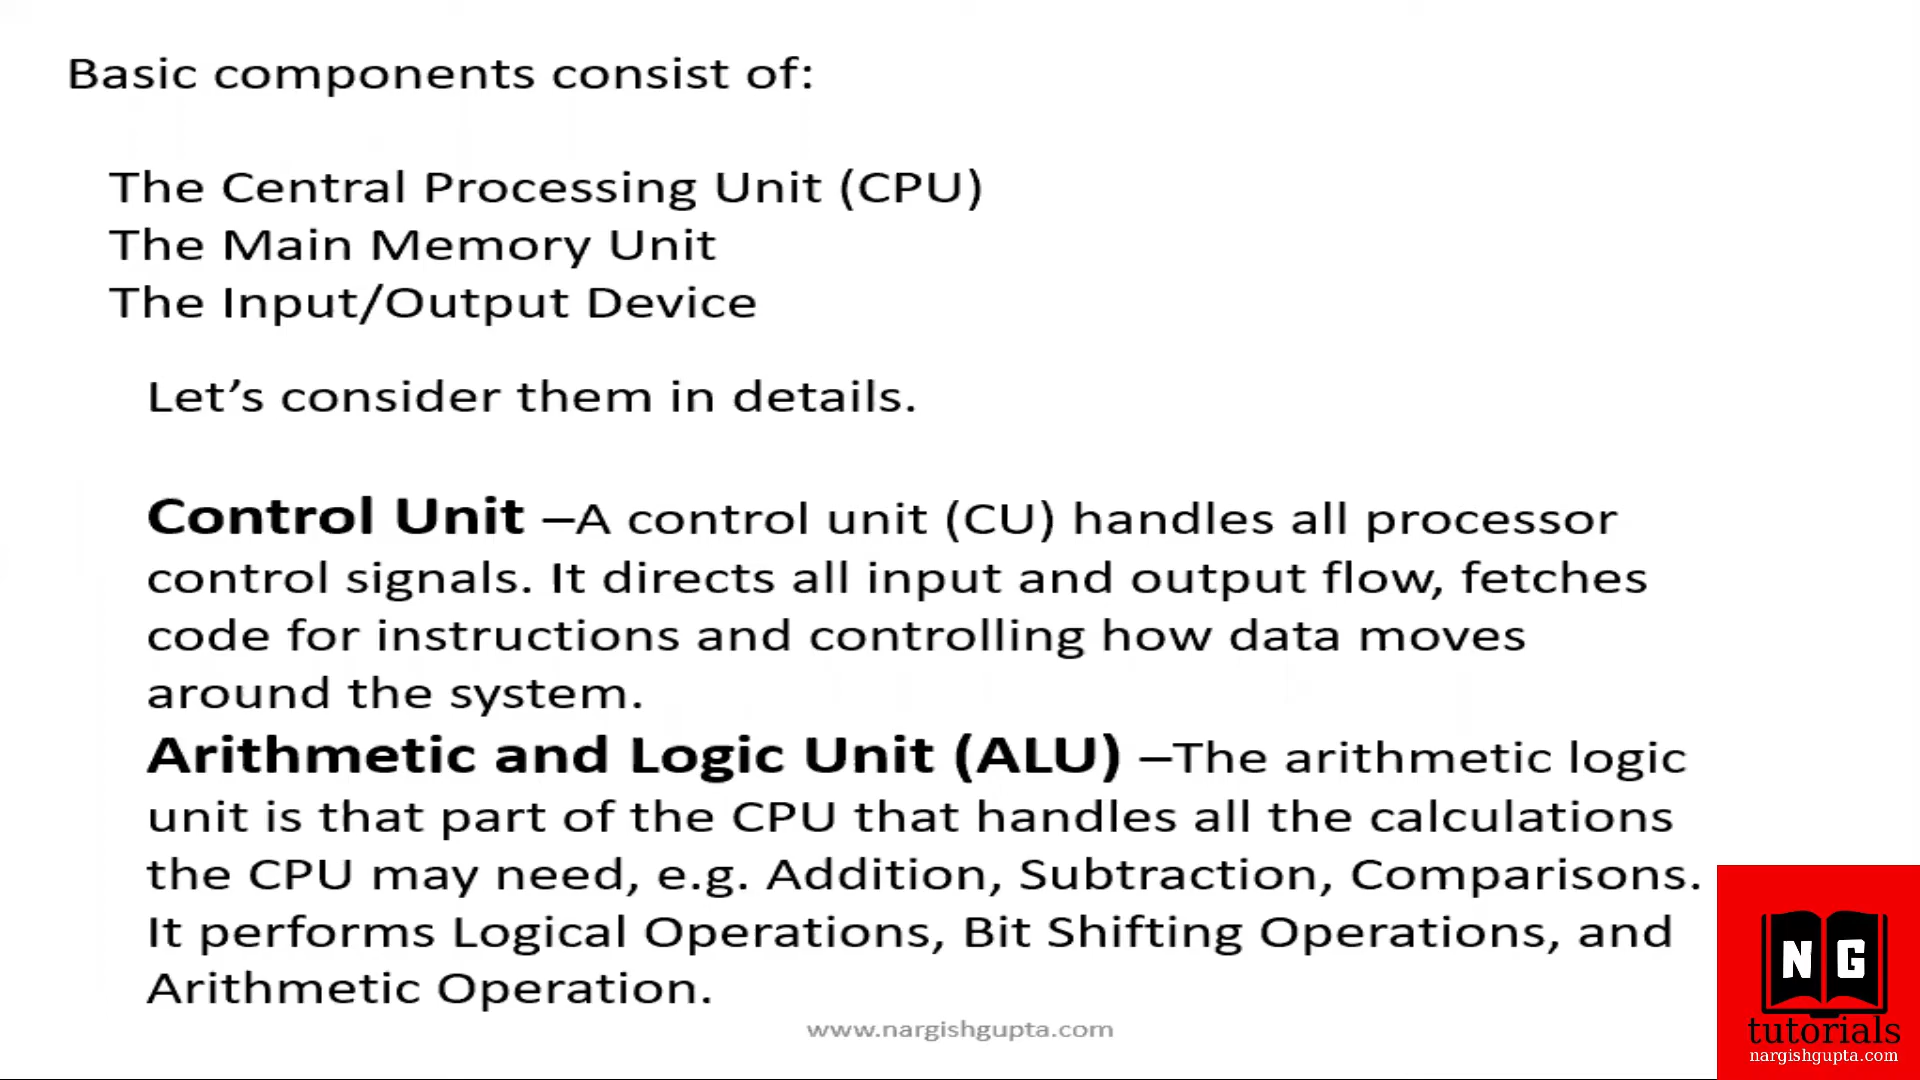 Basic components consist of:
The Central Processing Unit (CPU)
The Main Memory Unit
The Input/Output Device
Let’s consider them in details.
Control Unit –A control unit (CU) handles all processor
control signals. It directs all input and output flow, fetches
code for instructions and controlling how data moves
around the system.
Arithmetic and Logic Unit (ALU) –The arithmetic logic
unit is that part of the CPU that handles all the calculations
the CPU may need, e.g. Addition, Subtraction, Comparisons.
It performs Logical Operations, Bit Shifting Operations, and
Arithmetic Operation.
www.nargishgupta.com
N G
tutorials
nargishgupta.com